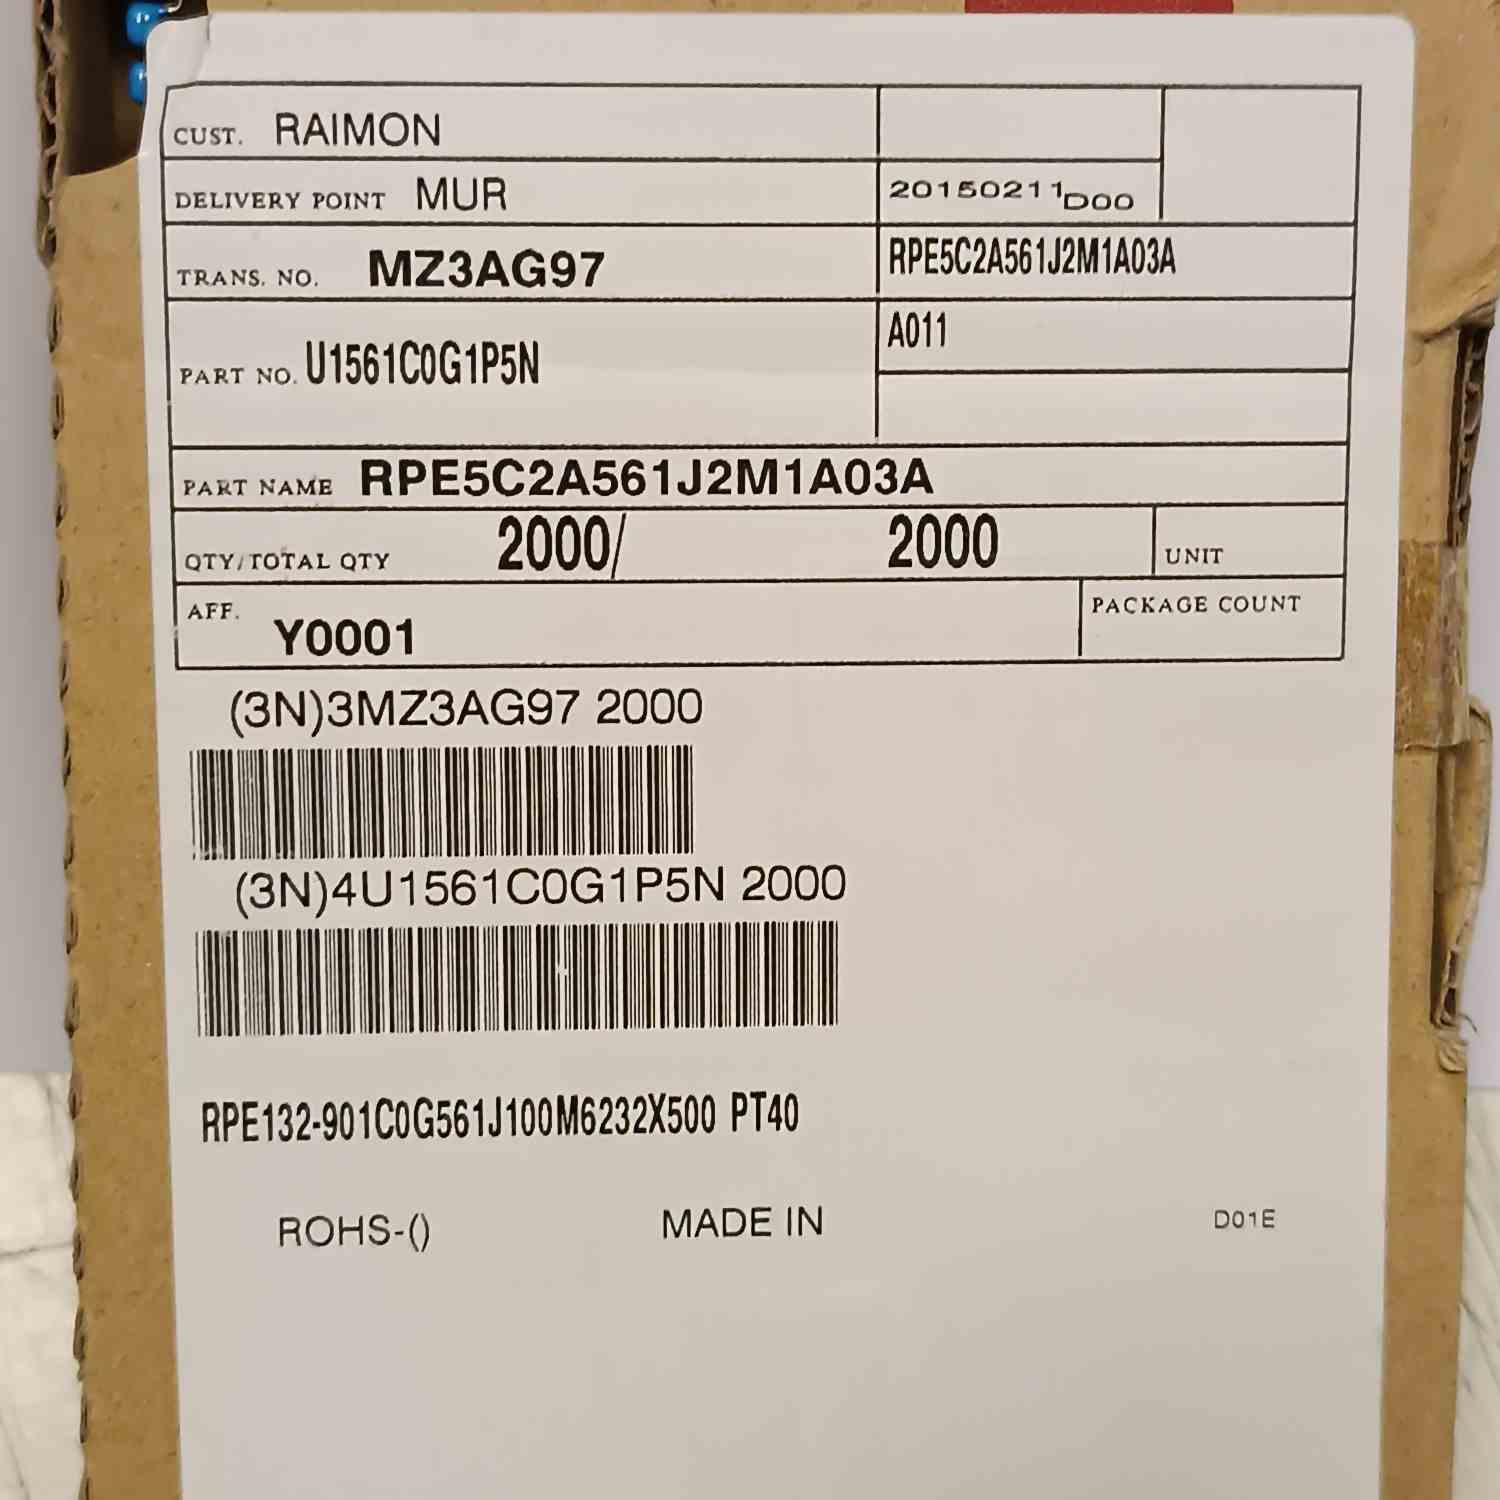 CUST. RAIMON
DELIVERY POINT MUR
20150211D00
TRANS. NO. MZ3AG97
RPE5C2A561J2M1A03A
PART NO. U1561C0G1P5N
A011
PART NAME RPE5C2A561J2M1A03A
QTY/TOTAL QTY 2000/ 2000 UNIT
AFF. Y0001 PACKAGE COUNT
(3N)3MZ3AG97 2000
(3N)4U1561C0G1P5N 2000
RPE132-901C0G561J100M6232X500 PT40
ROHS-() MADE IN D01E